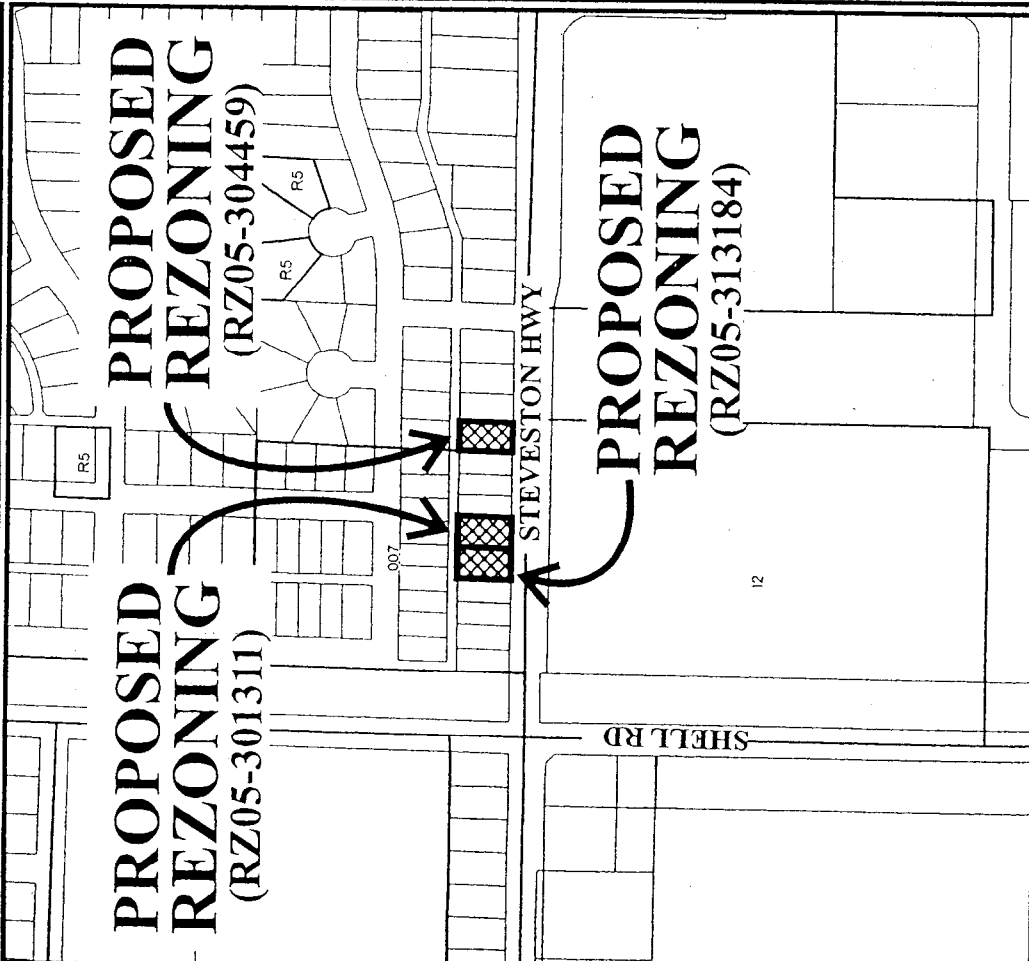 PROPOSED
REZONING
(RZ05-304459)
PROPOSED
REZONING
(RZ05-301311)
PROPOSED
REZONING
(RZ05-313184)
R5
R5
R5
007
STEVESTON HWY
12
SHELL RD